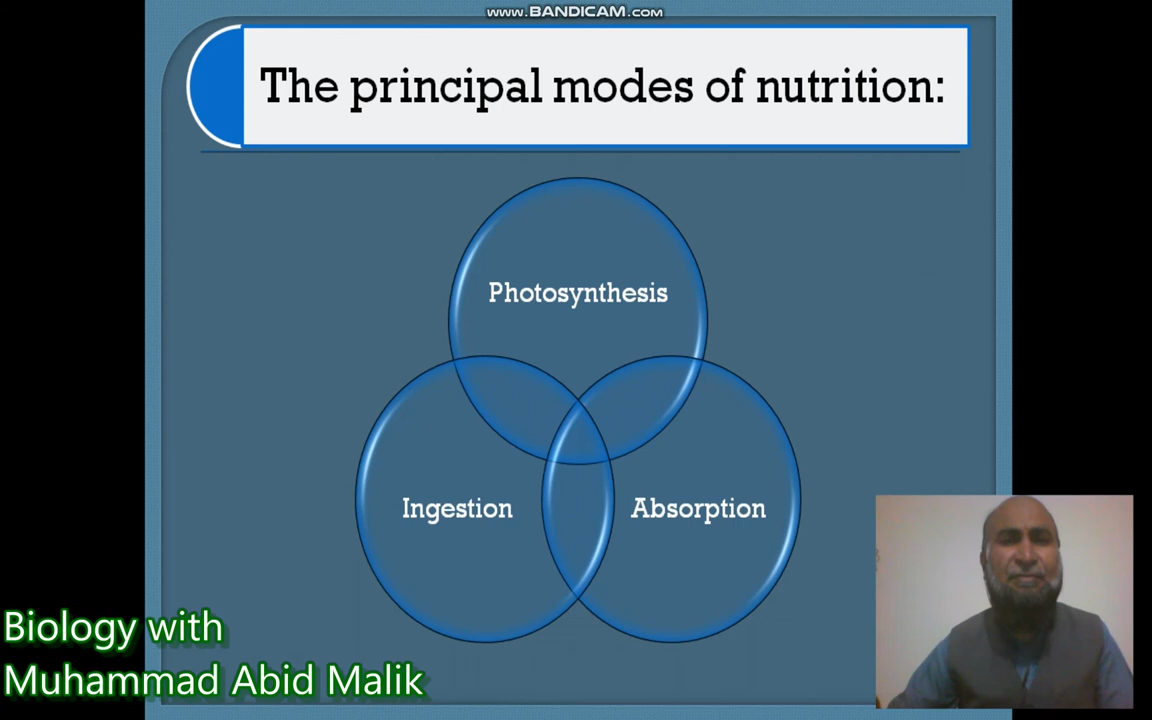 www.BANDICAM.com
The principal modes of nutrition:
Photosynthesis
Ingestion
Absorption
Biology with
Muhammad Abid Malik